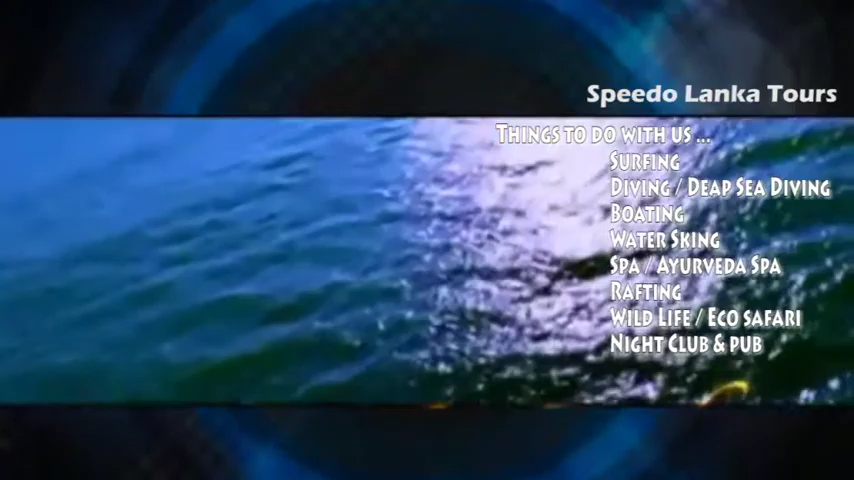 Speedo Lanka Tours
Things to do with us ...
Surfing
Diving / Deap Sea Diving
Boating
Water Sking
Spa / Ayurveda Spa
Rafting
Wild Life / Eco safari
Night Club & pub